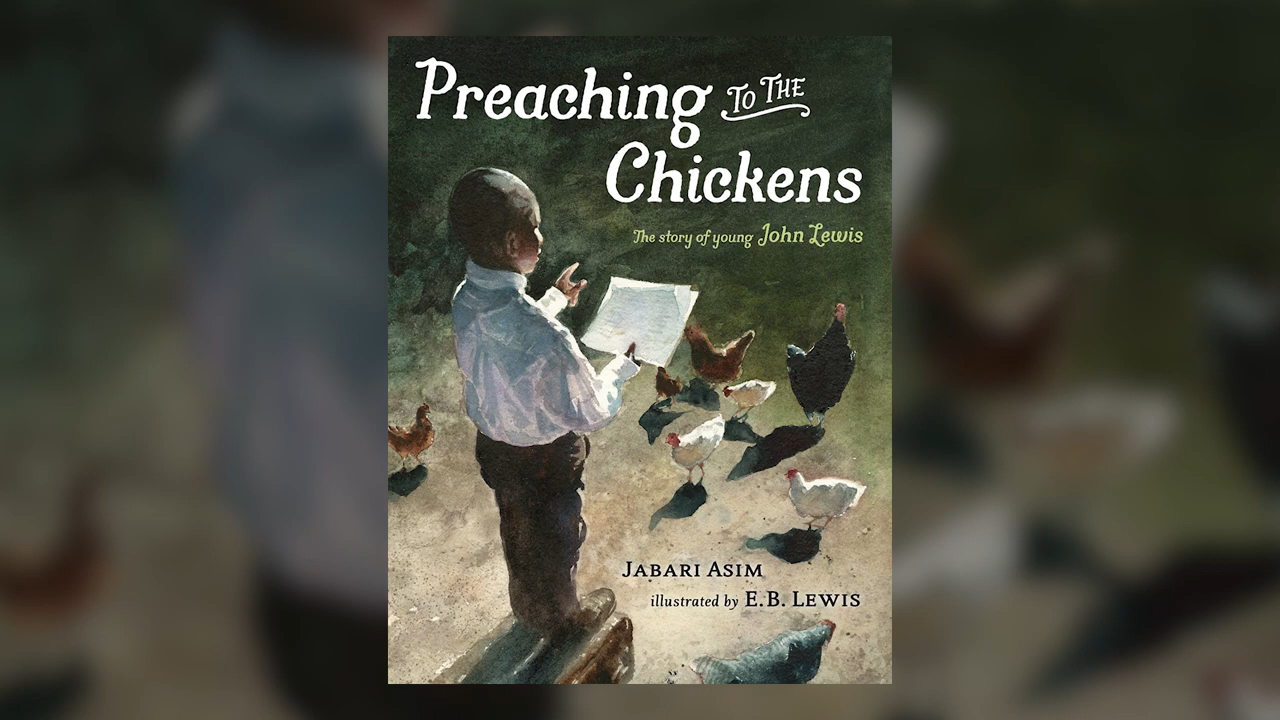 Preaching TO THE
Chickens
The story of young John Lewis
JABARI ASIM
illustrated by E.B. LEWIS